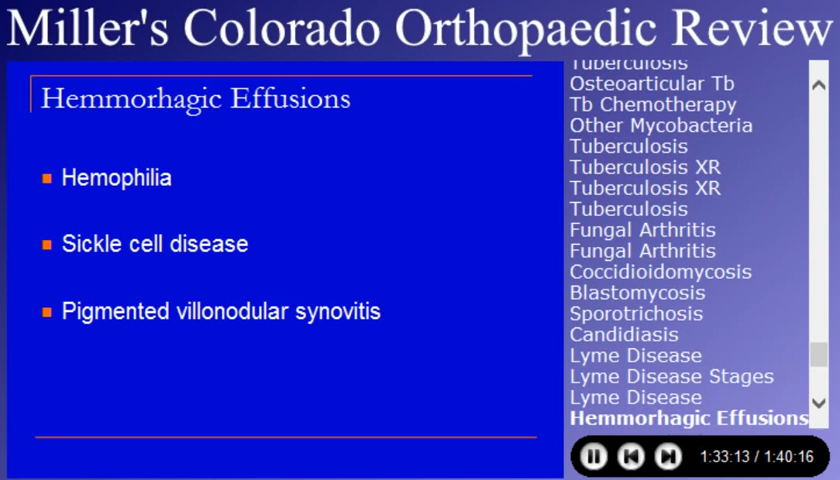 Miller's Colorado Orthopaedic Review
Hemmorhagic Effusions
Hemophilia
Sickle cell disease
Pigmented villonodular synovitis
Tuberculosis
Osteoarticular Tb
Tb Chemotherapy
Other Mycobacteria
Tuberculosis
Tuberculosis XR
Tuberculosis XR
Tuberculosis
Fungal Arthritis
Fungal Arthritis
Coccidioidomycosis
Blastomycosis
Sporotrichosis
Candidiasis
Lyme Disease
Lyme Disease Stages
Lyme Disease
Hemmorhagic Effusions
1:33:13 / 1:40:16